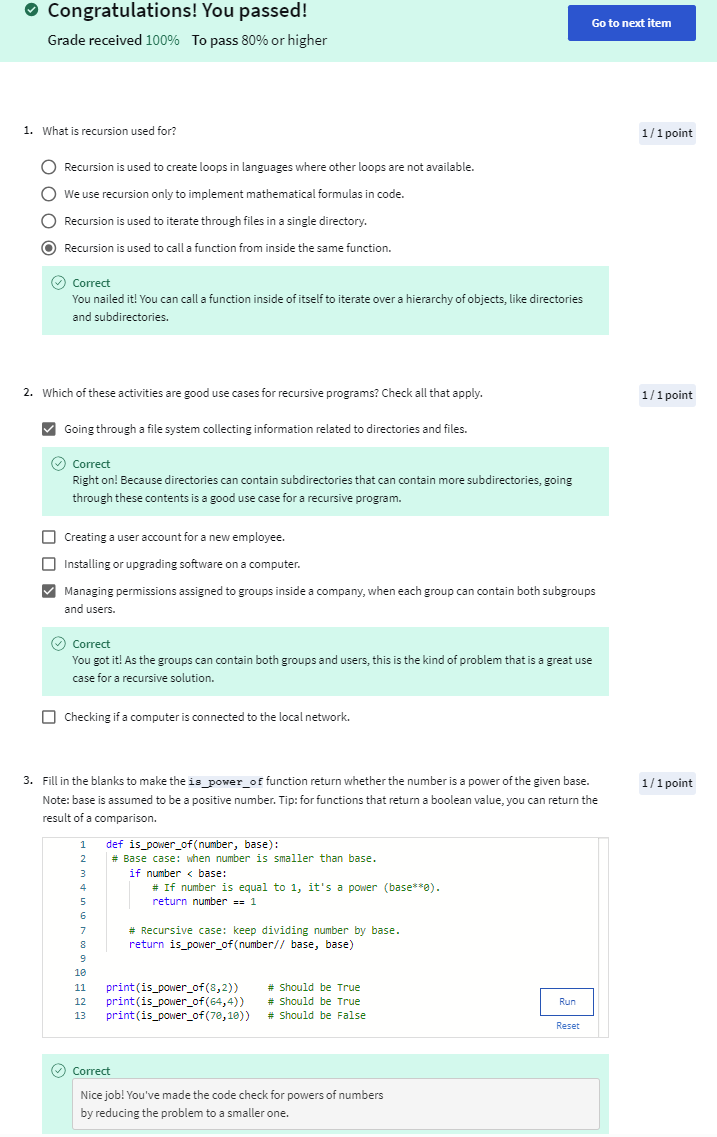 Congratulations! You passed!
Grade received 100% To pass 80% or higher
Go to next item
1. What is recursion used for?
1 / 1 point
Recursion is used to create loops in languages where other loops are not available.
We use recursion only to implement mathematical formulas in code.
Recursion is used to iterate through files in a single directory.
Recursion is used to call a function from inside the same function.
Correct
You nailed it! You can call a function inside of itself to iterate over a hierarchy of objects, like directories
and subdirectories.
2. Which of these activities are good use cases for recursive programs? Check all that apply.
1 / 1 point
Going through a file system collecting information related to directories and files.
Correct
Right on! Because directories can contain subdirectories that can contain more subdirectories, going
through these contents is a good use case for a recursive program.
Creating a user account for a new employee.
Installing or upgrading software on a computer.
Managing permissions assigned to groups inside a company, when each group can contain both subgroups
and users.
Correct
You got it! As the groups can contain both groups and users, this is the kind of problem that is a great use
case for a recursive solution.
Checking if a computer is connected to the local network.
3. Fill in the blanks to make the is_power_of function return whether the number is a power of the given base.
1 / 1 point
Note: base is assumed to be a positive number. Tip: for functions that return a boolean value, you can return the
result of a comparison.
1 def is_power_of(number, base):
2 # Base case: when number is smaller than base.
3 if number < base:
4 # If number is equal to 1, it's a power (base**0).
5 return number == 1
6
7 # Recursive case: keep dividing number by base.
8 return is_power_of(number// base, base)
9
10
11 print(is_power_of(8,2)) # Should be True
12 print(is_power_of(64,4)) # Should be True
13 print(is_power_of(70,10)) # Should be False
Run
Reset
Correct
Nice job! You've made the code check for powers of numbers
by reducing the problem to a smaller one.